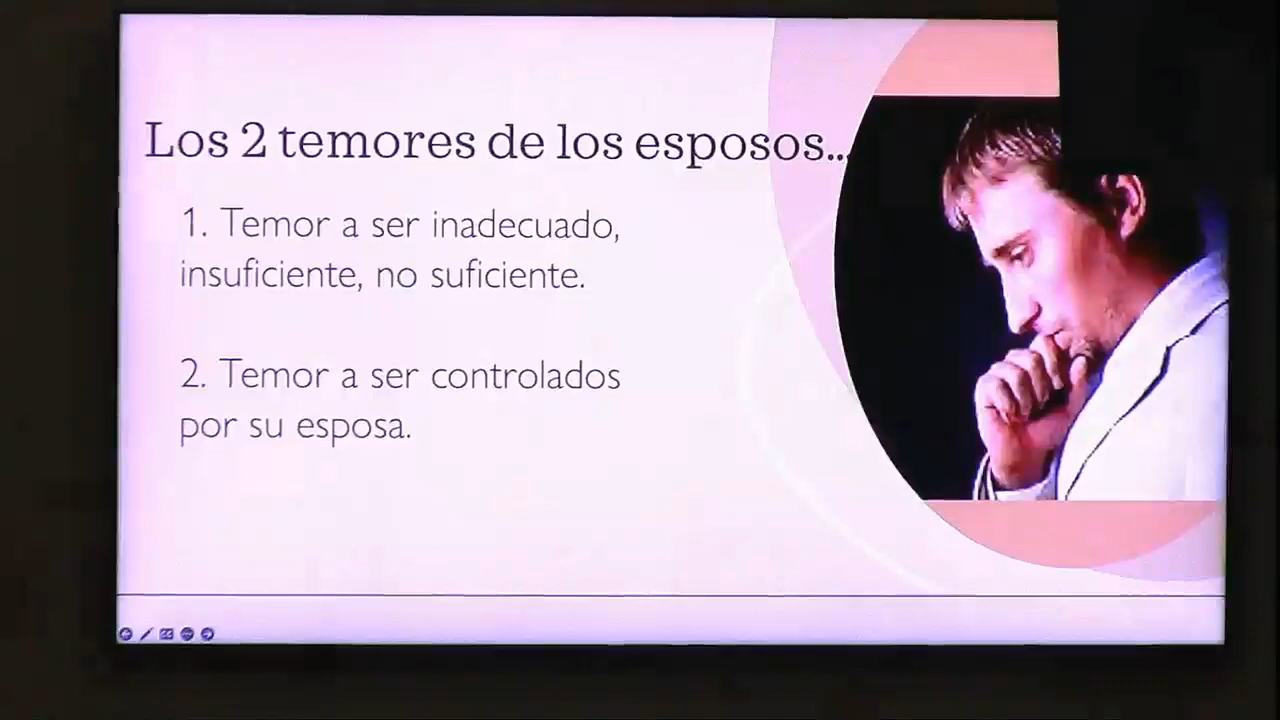 Los 2 temores de los esposos...
1. Temor a ser inadecuado,
insuficiente, no suficiente.
2. Temor a ser controlados
por su esposa.